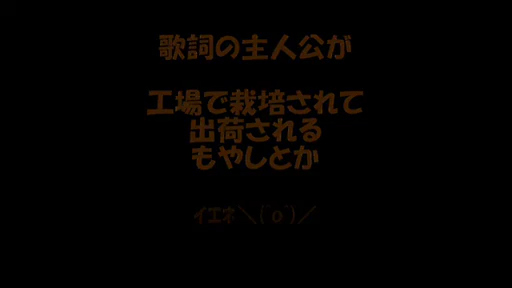 歌詞の主人公が
工場で栽培されて
出荷される
もやしとか
イエネ＼(´o`)／